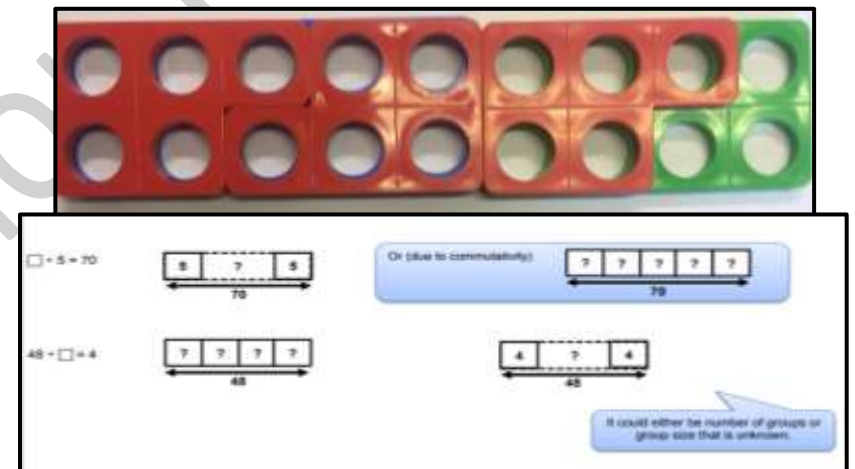 □ × 5 = 70
5 ? 5
70
Or (due to commutativity)
? ? ? ? ?
70
48 ÷ □ = 4
? ? ? ?
48
4 ? 4
48
It could either be number of groups or
group size that is unknown.